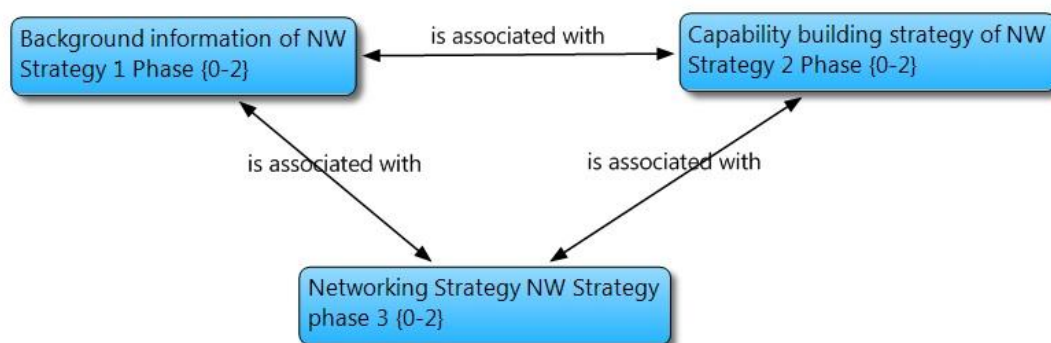 Background information of NW
Strategy 1 Phase {0-2}
is associated with
Capability building strategy of NW
Strategy 2 Phase {0-2}
is associated with
is associated with
Networking Strategy NW Strategy
phase 3 {0-2}